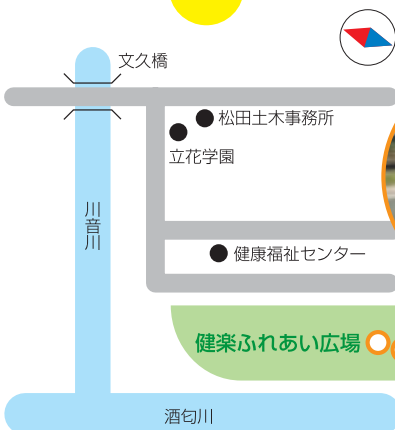 文久橋
松田土木事務所
立花学園
川音川
健康福祉センター
健楽ふれあい広場
酒匂川